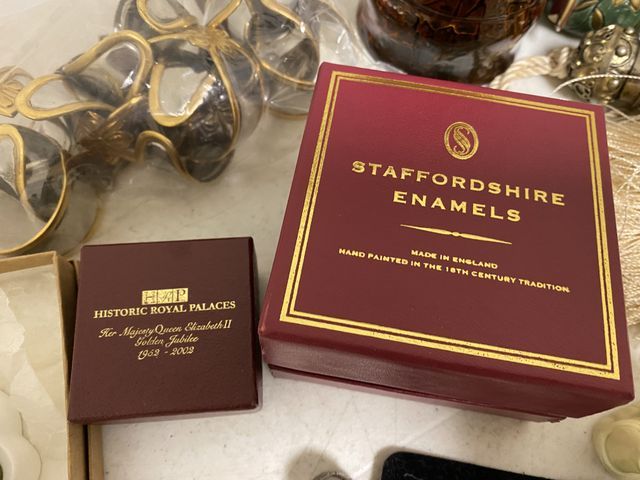 S
STAFFORDSHIRE
ENAMELS
MADE IN ENGLAND
HAND PAINTED IN THE 18TH CENTURY TRADITION
HRP
HISTORIC ROYAL PALACES
Her Majesty Queen Elizabeth II
Golden Jubilee
1952 - 2002